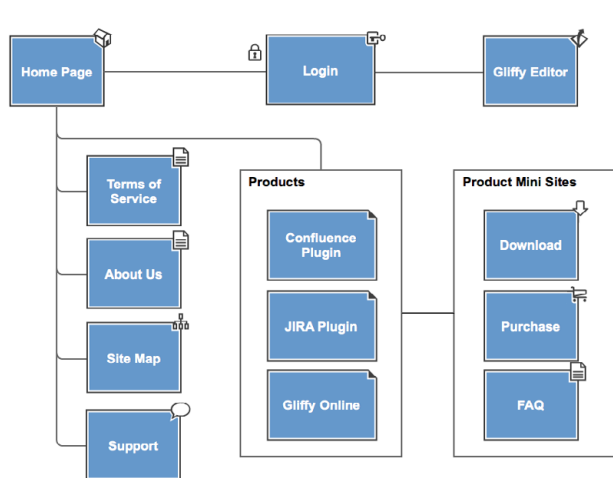 Home Page
Login
Gliffy Editor
Terms of
Service
About Us
Site Map
Support
Products
Confluence
Plugin
JIRA Plugin
Gliffy Online
Product Mini Sites
Download
Purchase
FAQ